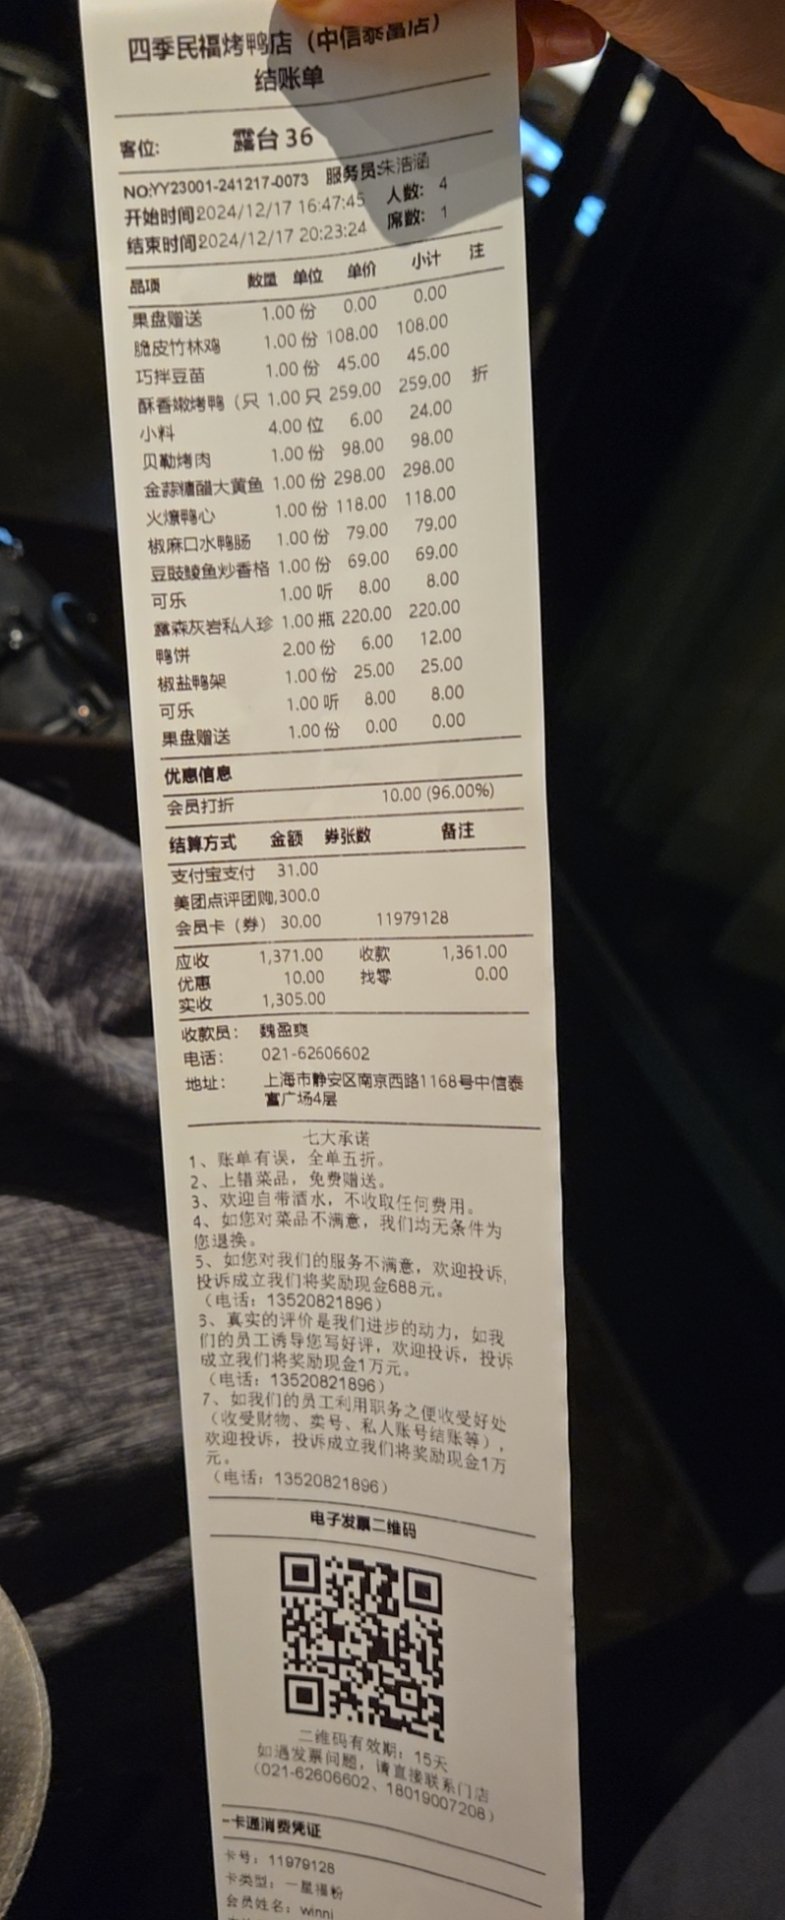 四季民福烤鸭店（中信泰富店）
结账单
客位： 露台36
NO:YY23001-241217-0073 服务员:朱浩涵
开始时间2024/12/17 16:47:45 人数： 4
结束时间2024/12/17 20:23:24 席数： 1
品项 数量 单位 单价 小计 注
果盘赠送 1.00 份 0.00 0.00
脆皮竹林鸡 1.00 份 108.00 108.00
巧拌豆苗 1.00 份 45.00 45.00
酥香嫩烤鸭（只 1.00 只 259.00 259.00 折
小料 4.00 位 6.00 24.00
贝勒烤肉 1.00 份 98.00 98.00
金蒜糖醋大黄鱼 1.00 份 298.00 298.00
火燎鸭心 1.00 份 118.00 118.00
椒麻口水鸭肠 1.00 份 79.00 79.00
豆豉鲮鱼炒香格 1.00 份 69.00 69.00
可乐 1.00 听 8.00 8.00
露森灰岩私人珍 1.00 瓶 220.00 220.00
鸭饼 2.00 份 6.00 12.00
椒盐鸭架 1.00 份 25.00 25.00
可乐 1.00 听 8.00 8.00
果盘赠送 1.00 份 0.00 0.00
优惠信息
会员打折 10.00 (96.00%)
结算方式 金额 券张数 备注
支付宝支付 31.00
美团点评团购,300.0
会员卡（券） 30.00 11979128
应收 1,371.00 收款 1,361.00
优惠 10.00 找零 0.00
实收 1,305.00
收款员： 魏盈爽
电话： 021-62606602
地址： 上海市静安区南京西路1168号中信泰
富广场4层
七大承诺
1、账单有误，全单五折。
2、上错菜品，免费赠送。
3、欢迎自带酒水，不收取任何费用。
4、如您对菜品不满意，我们均无条件为
您退换。
5、如您对我们的服务不满意，欢迎投诉,
投诉成立我们将奖励现金688元。
（电话：13520821896）
3、真实的评价是我们进步的动力，如我
们的员工诱导您写好评，欢迎投诉，投诉
成立我们将奖励现金1万元。
（电话：13520821896）
7、如我们的员工利用职务之便收受好处
（收受财物、卖号、私人账号结账等），
欢迎投诉，投诉成立我们将奖励现金1万
元。
（电话：13520821896）
电子发票二维码
二维码有效期：15天
如遇发票问题，请直接联系门店
（021-62606602、18019007208）
一卡通消费凭证
卡号：11979128
卡类型：一星福粉
会员姓名：winni